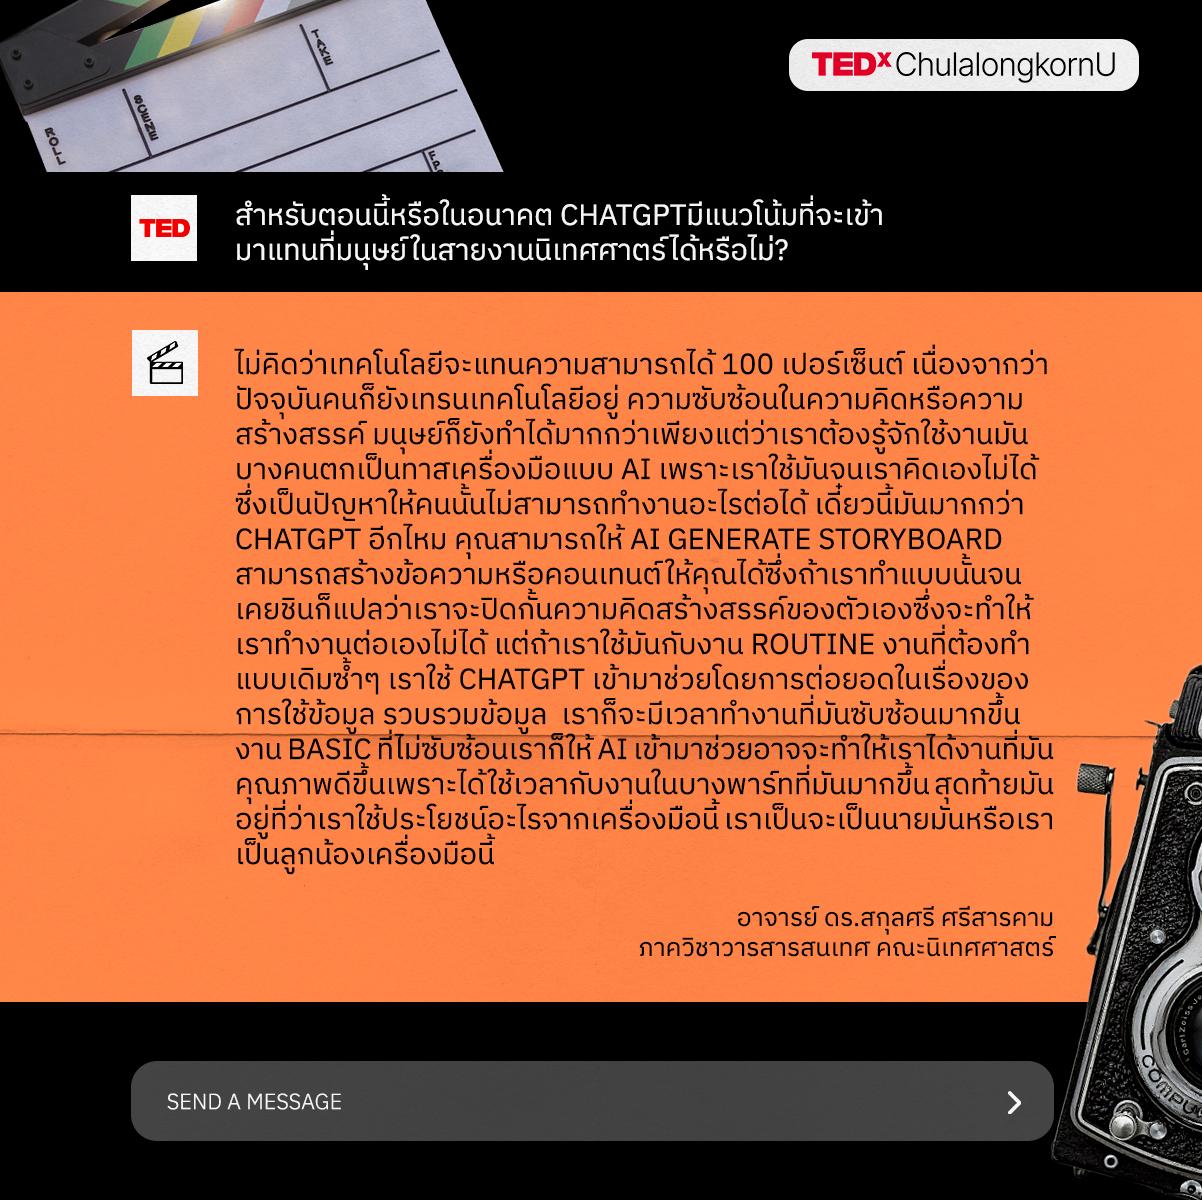 TAKE
SCENE
ROLL
TEDxChulalongkornU
TED
สำหรับตอนนี้หรือในอนาคต CHATGPTมีแนวโน้มที่จะเข้า
มาแทนที่มนุษย์ในสายงานนิเทศศาตร์ได้หรือไม่?
ไม่คิดว่าเทคโนโลยีจะแทนความสามารถได้ 100 เปอร์เซ็นต์ เนื่องจากว่า
ปัจจุบันคนก็ยังเทรนเทคโนโลยีอยู่ ความซับซ้อนในความคิดหรือความ
สร้างสรรค์ มนุษย์ก็ยังทำได้มากกว่าเพียงแต่ว่าเราต้องรู้จักใช้งานมัน
บางคนตกเป็นทาสเครื่องมือแบบ AI เพราะเราใช้มันจนเราคิดเองไม่ได้
ซึ่งเป็นปัญหาให้คนนั้นไม่สามารถทำงานอะไรต่อได้ เดี๋ยวนี้มันมากกว่า
CHATGPT อีกไหม คุณสามารถให้ AI GENERATE STORYBOARD
สามารถสร้างข้อความหรือคอนเทนต์ให้คุณได้ซึ่งถ้าเราทำแบบนั้นจน
เคยชินก็แปลว่าเราจะปิดกั้นความคิดสร้างสรรค์ของตัวเองซึ่งจะทำให้
เราทำงานต่อเองไม่ได้ แต่ถ้าเราใช้มันกับงาน ROUTINE งานที่ต้องทำ
แบบเดิมซ้ำๆ เราใช้ CHATGPT เข้ามาช่วยโดยการต่อยอดในเรื่องของ
การใช้ข้อมูล รวบรวมข้อมูล เราก็จะมีเวลาทำงานที่มันซับซ้อนมากขึ้น
งาน BASIC ที่ไม่ซับซ้อนเราก็ให้ AI เข้ามาช่วยอาจจะทำให้เราได้งานที่มัน
คุณภาพดีขึ้นเพราะได้ใช้เวลากับงานในบางพาร์ทที่มันมากขึ้น สุดท้ายมัน
อยู่ที่ว่าเราใช้ประโยชน์อะไรจากเครื่องมือนี้ เราเป็นจะเป็นนายมันหรือเรา
เป็นลูกน้องเครื่องมือนี้
อาจารย์ ดร.สกุลศรี ศรีสารคาม
ภาควิชาวารสารสนเทศ คณะนิเทศศาสตร์
SEND A MESSAGE